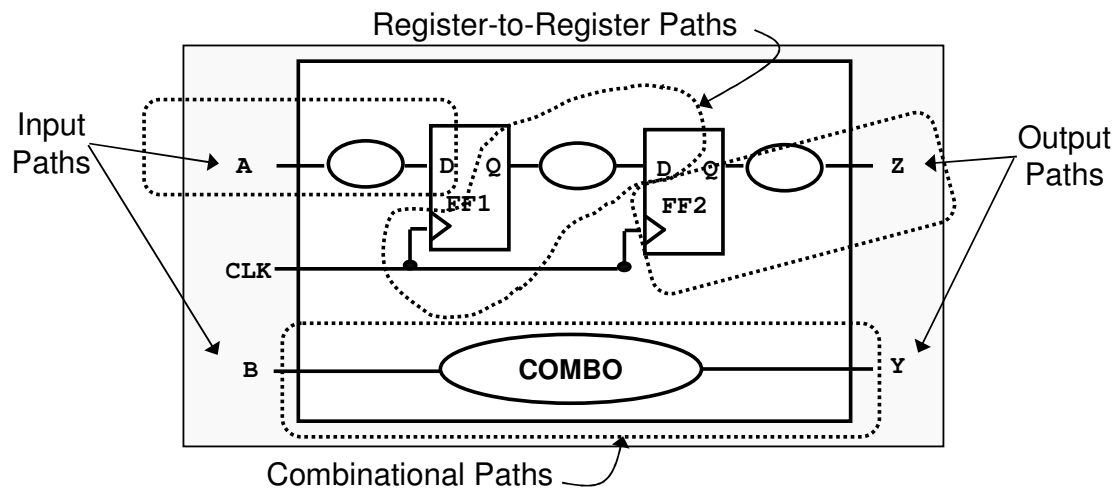 Register-to-Register Paths
Input
Paths
A
D
Q
D
Q
Z
Output
Paths
FF1
FF2
CLK
B
COMBO
Y
Combinational Paths